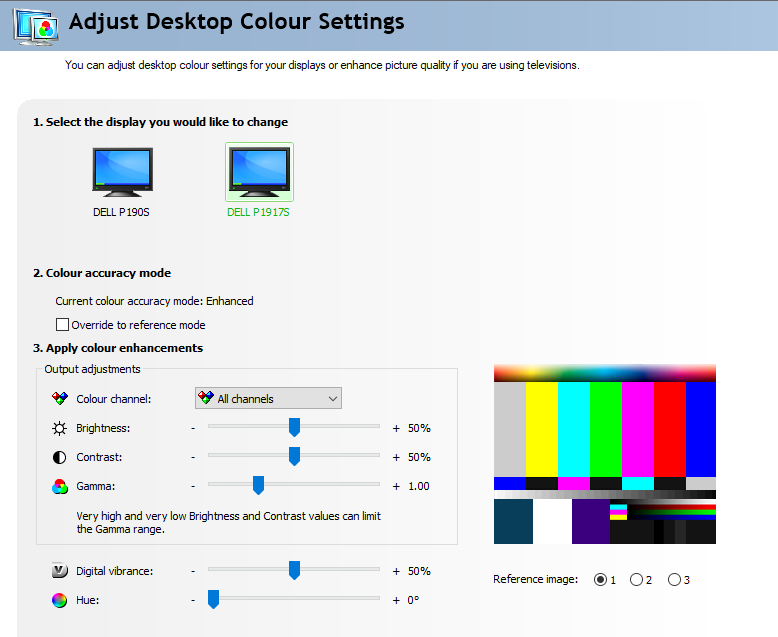 Adjust Desktop Colour Settings
You can adjust desktop colour settings for your displays or enhance picture quality if you are using televisions.
1. Select the display you would like to change
DELL P190S DELL P1917S
2. Colour accuracy mode
Current colour accuracy mode: Enhanced
Override to reference mode
3. Apply colour enhancements
Output adjustments
Colour channel: All channels
Brightness: - + 50%
Contrast: - + 50%
Gamma: - + 1.00
Very high and very low Brightness and Contrast values can limit
the Gamma range.
Digital vibrance: - + 50%
Hue: - + 0°
Reference image: 1 2 3